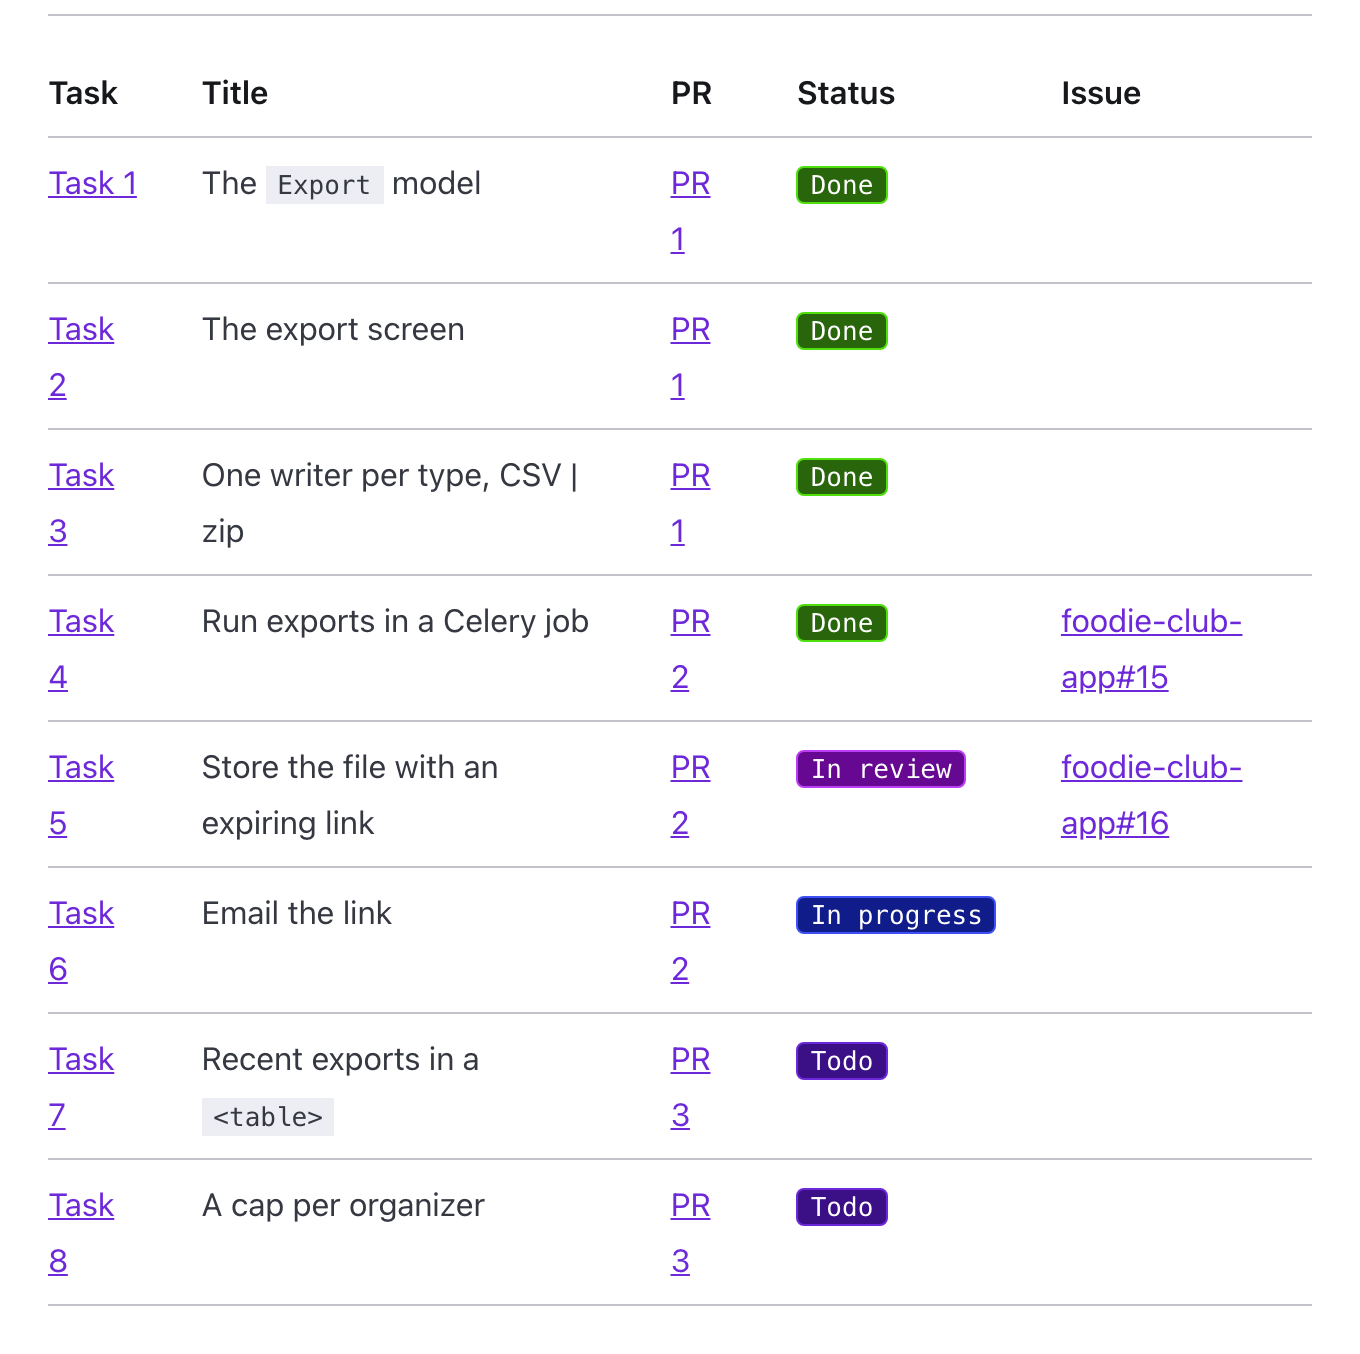 Task Title PR Status Issue
Task 1 The Export model PR Done
1
Task The export screen PR Done
2 1
Task One writer per type, CSV | PR Done
3 zip 1
Task Run exports in a Celery job PR Done foodie-club-
4 2 app#15
Task Store the file with an PR In review foodie-club-
5 expiring link 2 app#16
Task Email the link PR In progress
6 2
Task Recent exports in a PR Todo
7 <table> 3
Task A cap per organizer PR Todo
8 3